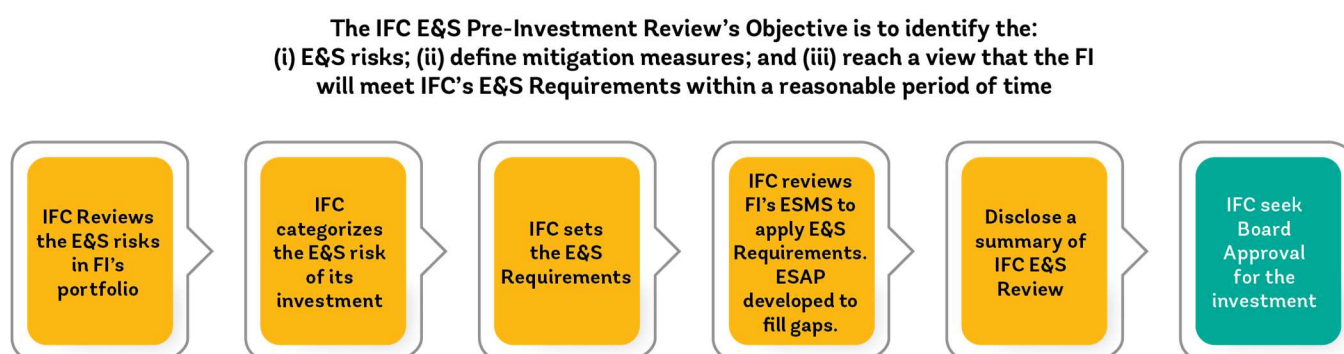 The IFC E&S Pre-Investment Review's Objective is to identify the:
(i) E&S risks; (ii) define mitigation measures; and (iii) reach a view that the FI
will meet IFC's E&S Requirements within a reasonable period of time
IFC Reviews
the E&S risks
in FI's
portfolio
IFC
categorizes
the E&S risk
of its
investment
IFC sets
the E&S
Requirements
IFC reviews
FI's ESMS to
apply E&S
Requirements.
ESAP
developed to
fill gaps.
Disclose a
summary of
IFC E&S
Review
IFC seek
Board
Approval
for the
investment